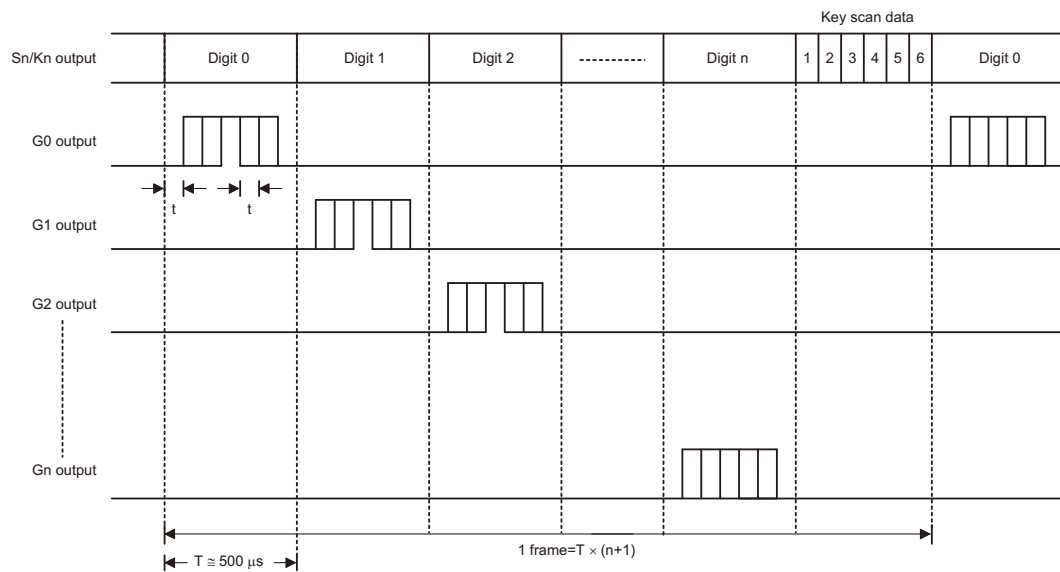 Key scan data
Sn/Kn output Digit 0 Digit 1 Digit 2 Digit n 1 2 3 4 5 6 Digit 0
G0 output
t t
G1 output
G2 output
Gn output
1 frame=T × (n+1)
T ≅ 500 μs